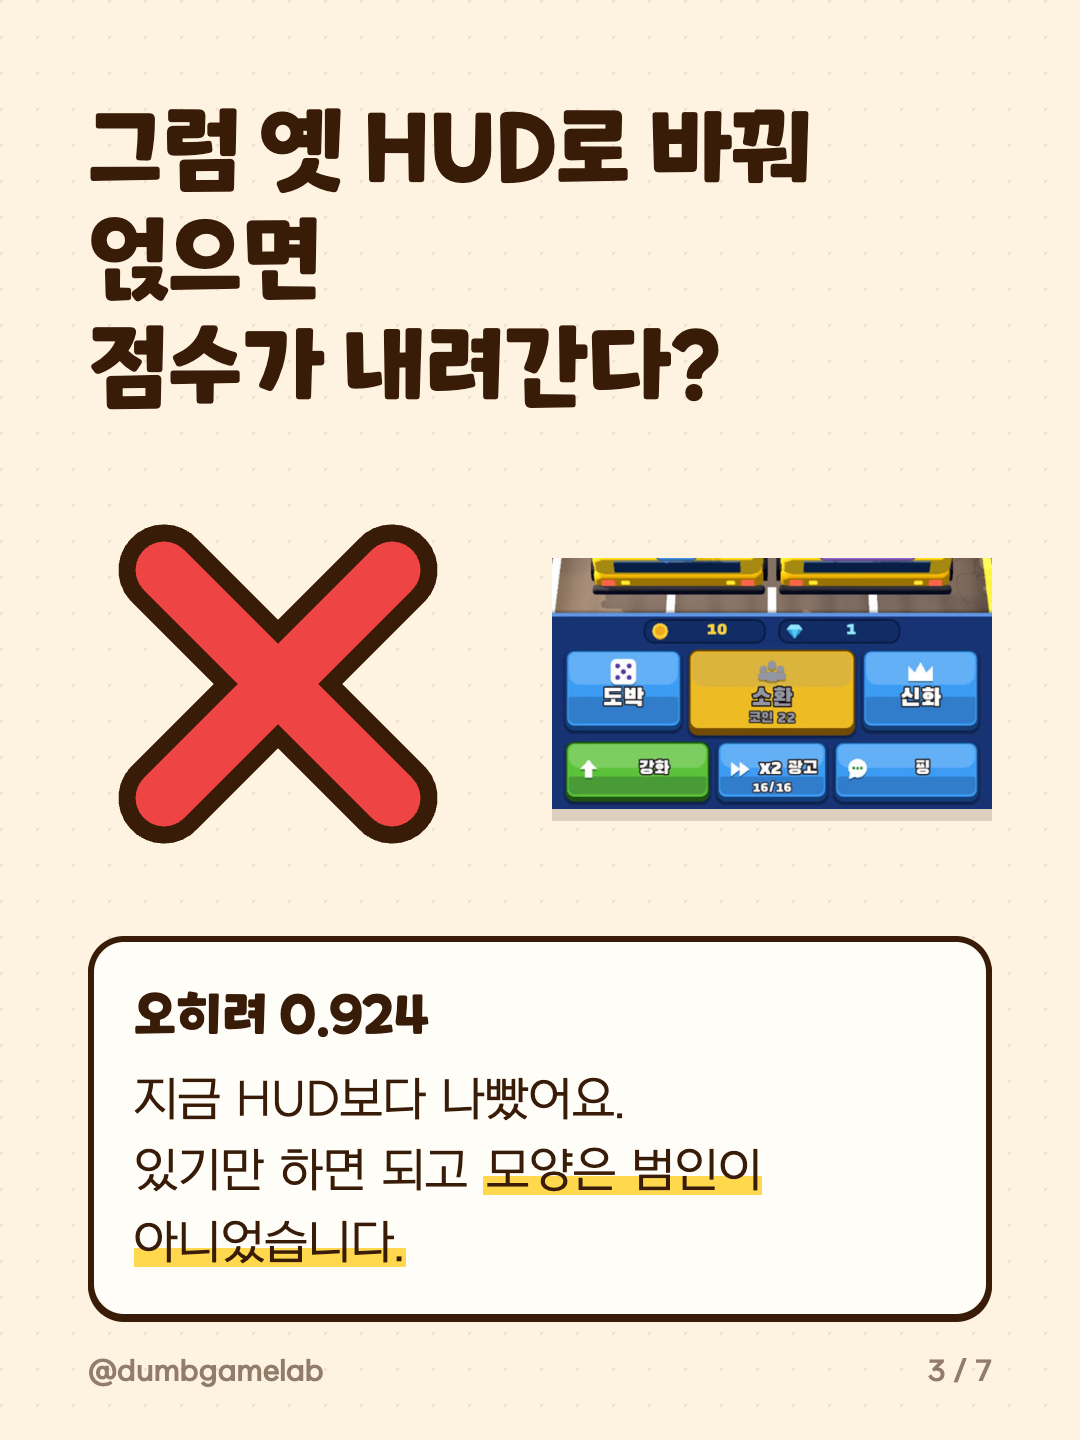 그럼 옛 HUD로 바꿔
얹으면
점수가 내려간다?
10
1
도박
소환
코인 22
신화
강화
X2 광고
16/16
핑
오히려 0.924
지금 HUD보다 나빴어요.
있기만 하면 되고 모양은 범인이
아니었습니다.
@dumbgamelab
3 / 7